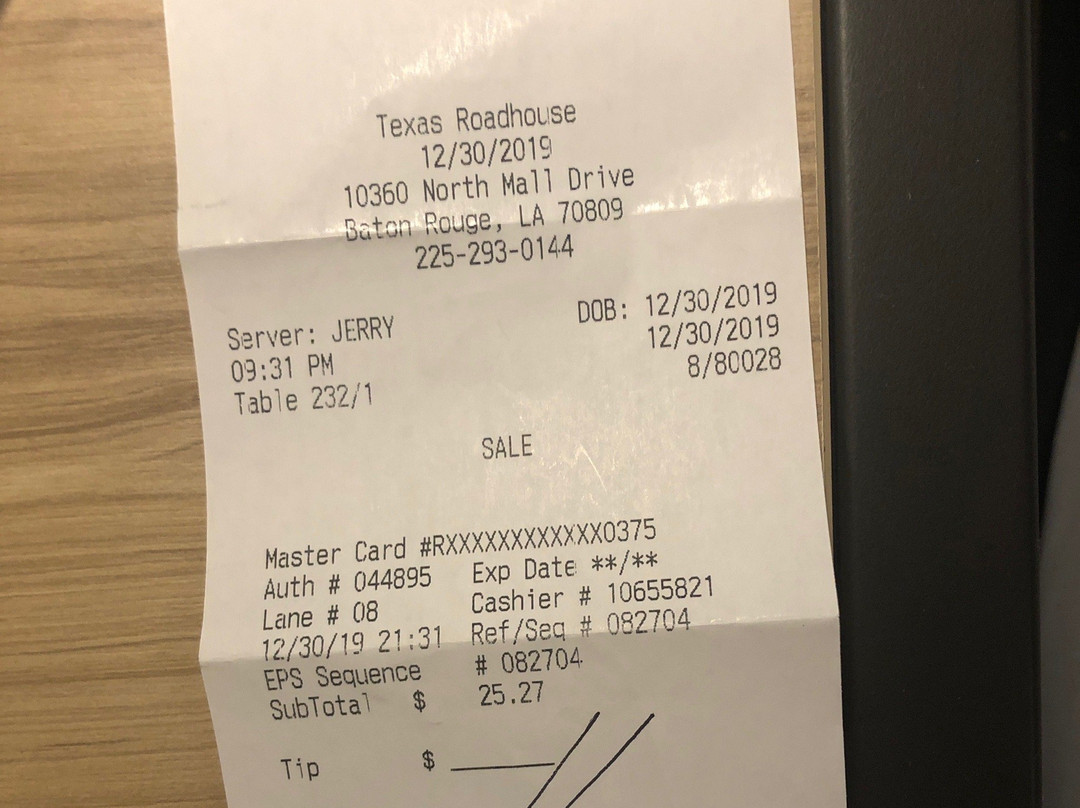 Texas Roadhouse
12/30/2019
10360 North Mall Drive
Baton Rouge, LA 70809
225-293-0144
Server: JERRY DOB: 12/30/2019
09:31 PM 12/30/2019
Table 232/1 8/80028
SALE
Master Card #RXXXXXXXXXXXX0375
Auth # 044895 Exp Date **/**
Lane # 08 Cashier # 10655821
12/30/19 21:31 Ref/Seq # 082704
EPS Sequence # 082704
SubTotal $ 25.27
Tip $